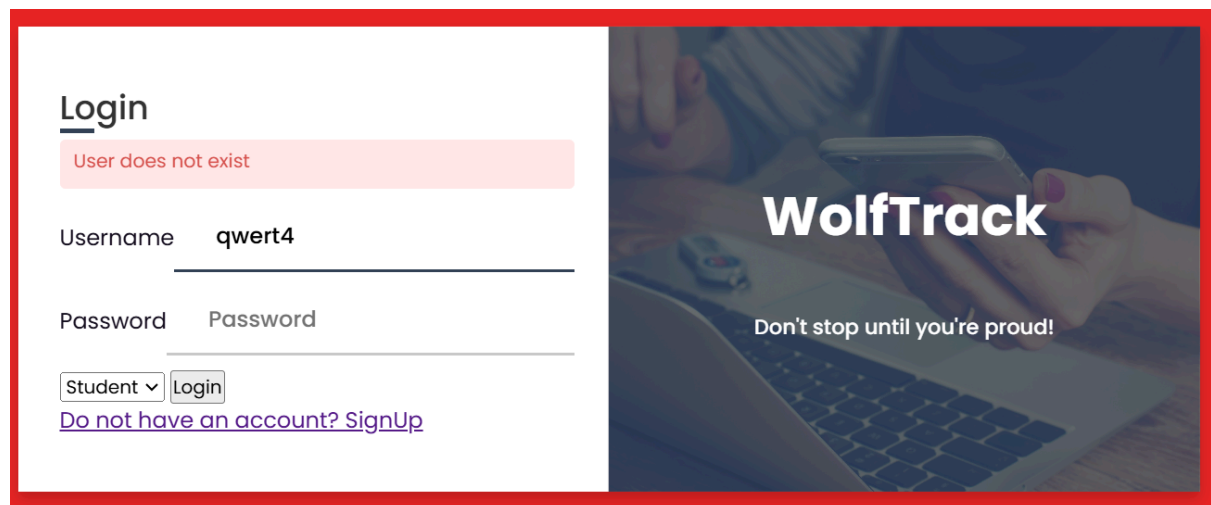 Login
User does not exist
Username qwert4
Password Password
Student Login
Do not have an account? SignUp
WolfTrack
Don't stop until you're proud!